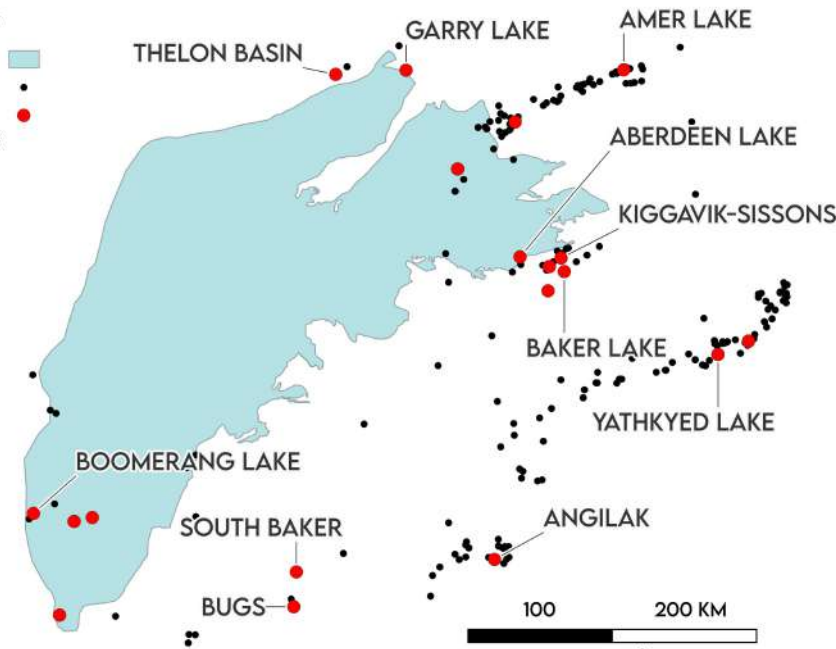 GARRY LAKE
AMER LAKE
THELON BASIN
ABERDEEN LAKE
KIGGAVIK-SISSONS
BAKER LAKE
YATHKYED LAKE
BOOMERANG LAKE
SOUTH BAKER
ANGILAK
BUGS
100 200 KM